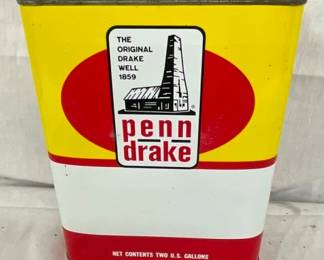 THE
ORIGINAL
DRAKE
WELL
1859
penn
drake
NET CONTENTS TWO U.S. GALLONS